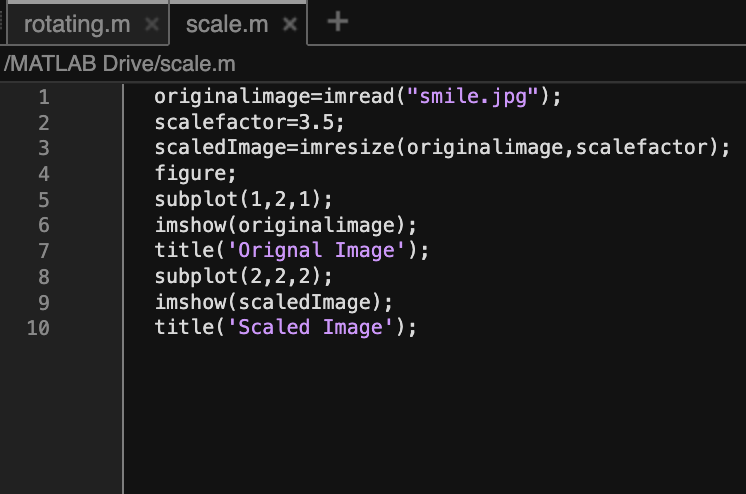 rotating.m × scale.m × +
/MATLAB Drive/scale.m
1 originalimage=imread("smile.jpg");
2 scalefactor=3.5;
3 scaledImage=imresize(originalimage,scalefactor);
4 figure;
5 subplot(1,2,1);
6 imshow(originalimage);
7 title('Orignal Image');
8 subplot(2,2,2);
9 imshow(scaledImage);
10 title('Scaled Image');